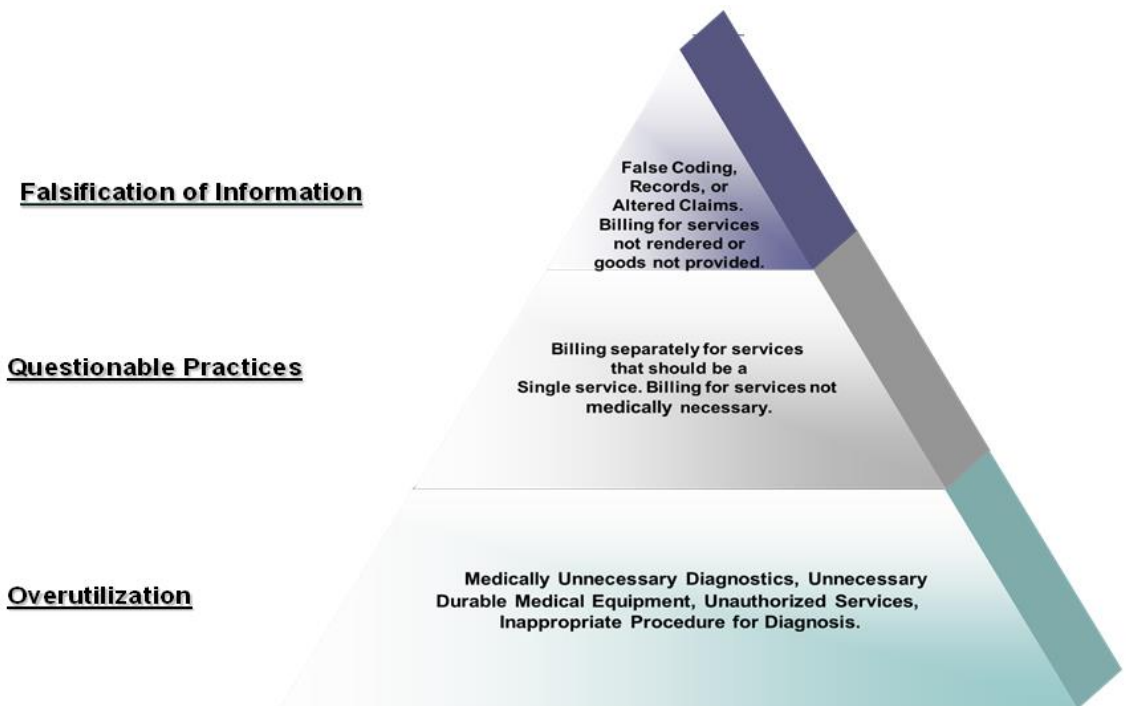 Falsification of Information
False Coding,
Records, or
Altered Claims.
Billing for services
not rendered or
goods not provided.
Questionable Practices
Billing separately for services
that should be a
Single service. Billing for services not
medically necessary.
Overutilization
Medically Unnecessary Diagnostics, Unnecessary
Durable Medical Equipment, Unauthorized Services,
Inappropriate Procedure for Diagnosis.